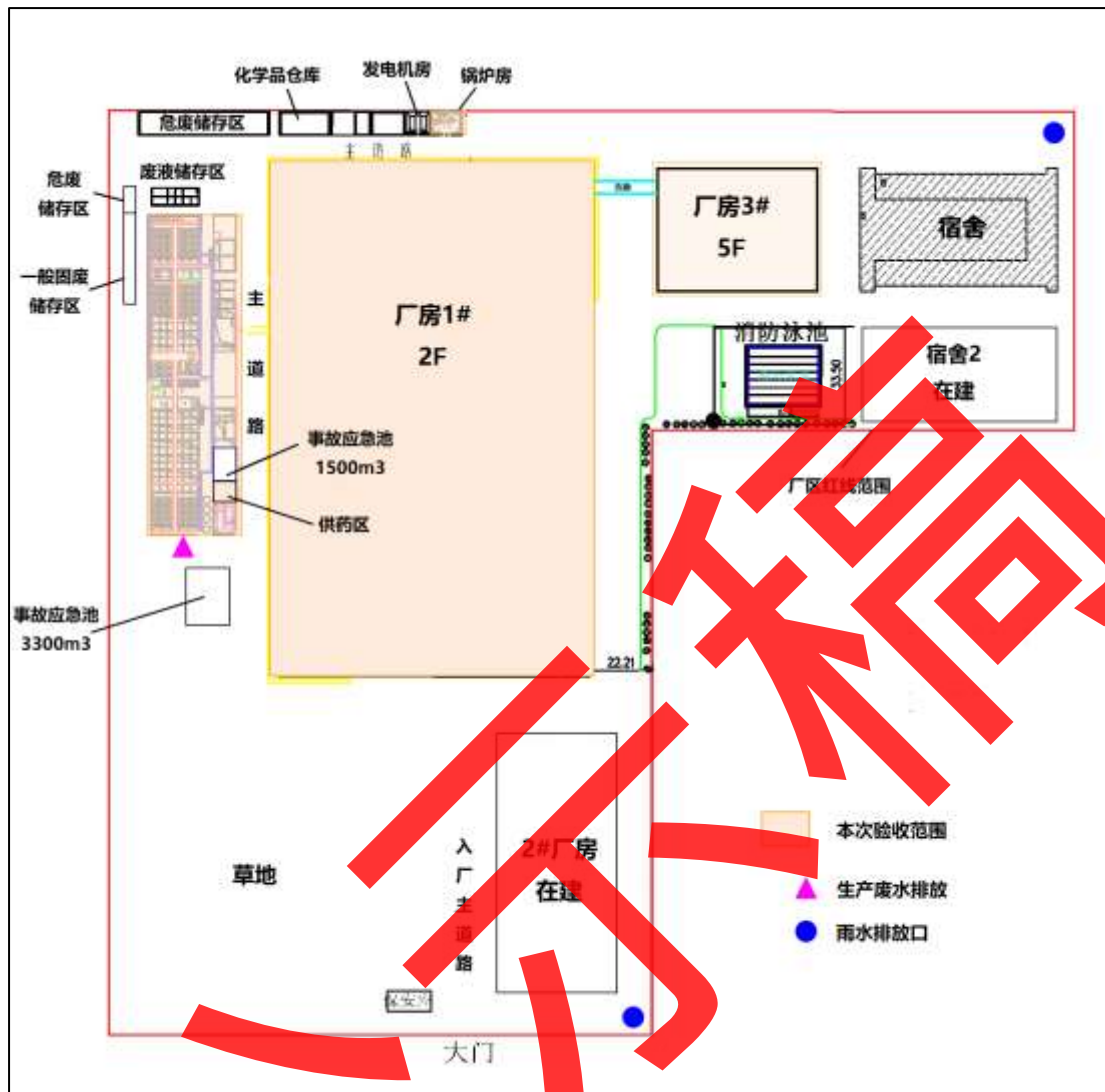 化学品仓库
发电机房
锅炉房
危废储存区
主 消 路
废液储存区
危废
储存区
一般固废
储存区
主
道
路
厂房1#
2F
厂房3#
5F
宿舍
消防泳池
33.90
宿舍2
在建
厂区红线范围
事故应急池
1500m3
供药区
事故应急池
3300m3
22.21
2#厂房
在建
入
厂
主
道
路
草地
大门
本次验收范围
生产废水排放
雨水排放口
示稿